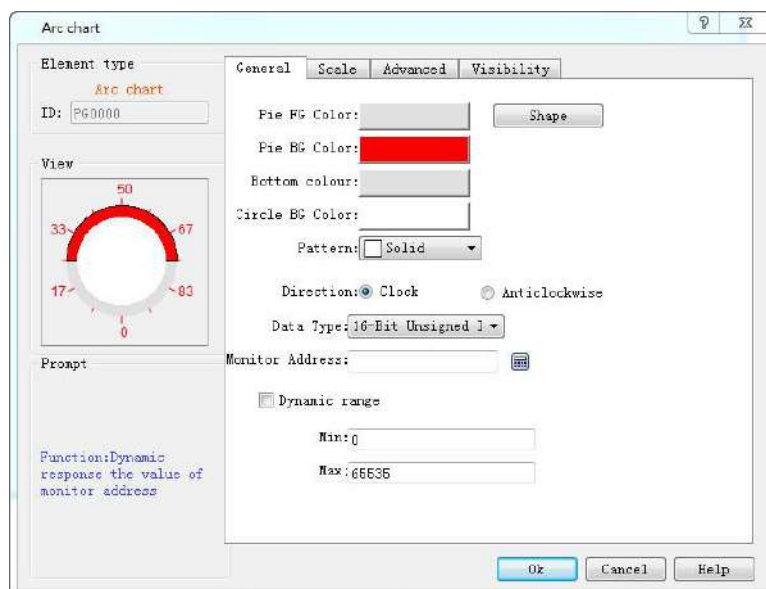 Arc chart
Element type
Arc chart
ID: PG0000
View
50
33
67
17
83
0
Prompt
Function:Dynamic
response the value of
monitor address
General
Scale
Advanced
Visibility
Pie FG Color:
Shape
Pie BG Color:
Bottom colour:
Circle BG Color:
Pattern: Solid
Direction: Clock Anticlockwise
Data Type: 16-Bit Unsigned I
Monitor Address:
Dynamic range
Min: 0
Max: 65535
Ok
Cancel
Help